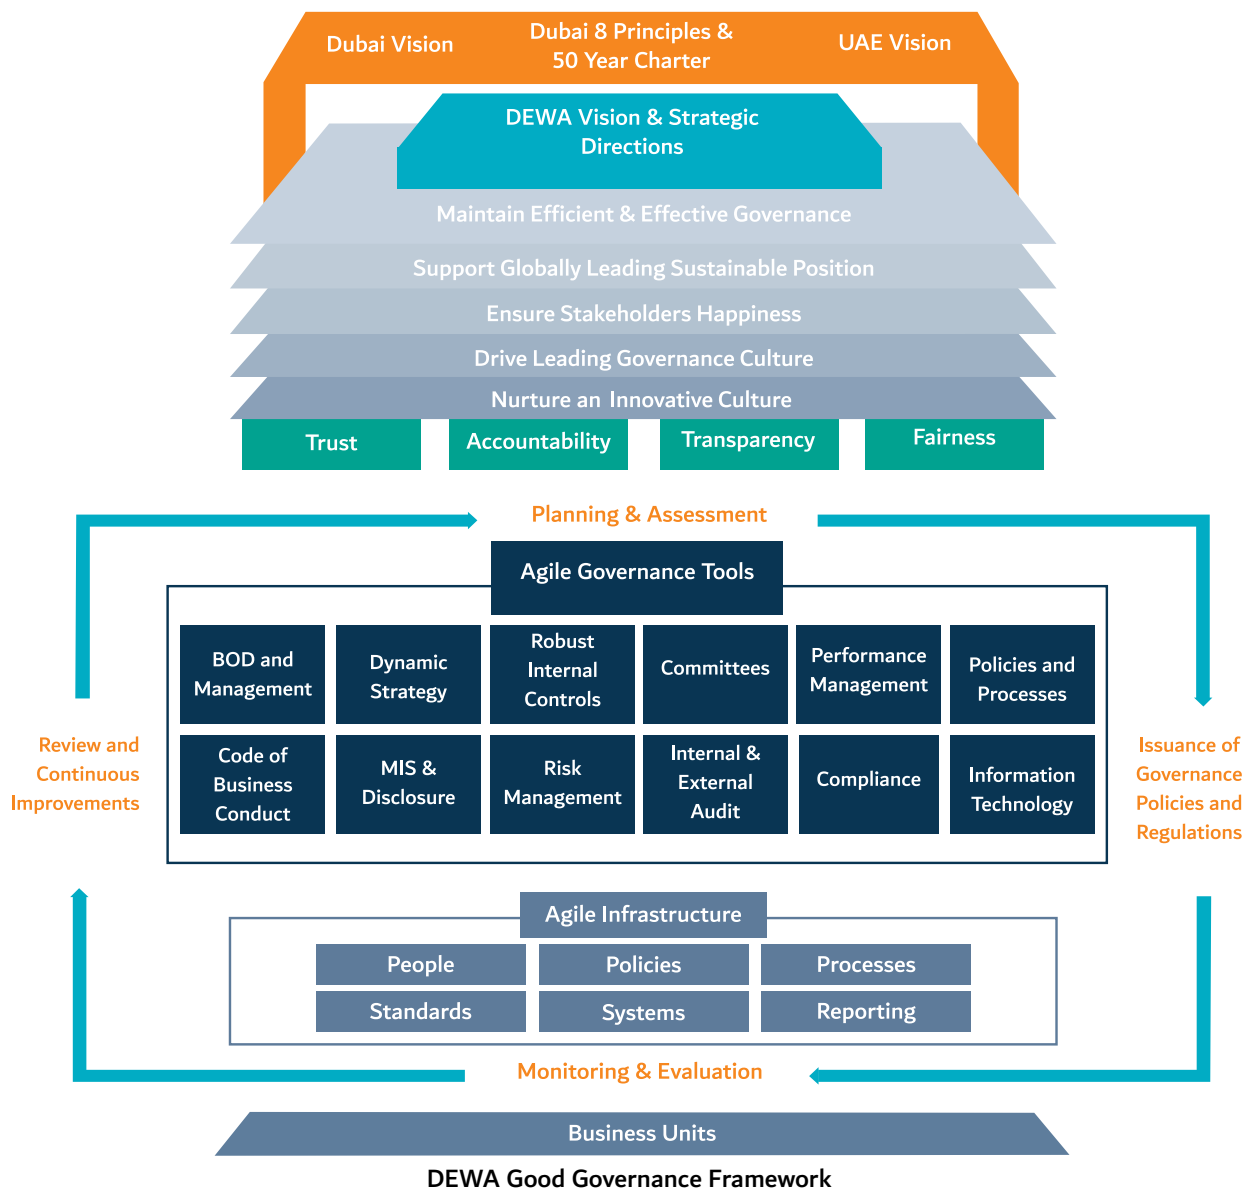 Dubai Vision
Dubai 8 Principles &
50 Year Charter
UAE Vision
DEWA Vision & Strategic
Directions
Maintain Efficient & Effective Governance
Support Globally Leading Sustainable Position
Ensure Stakeholders Happiness
Drive Leading Governance Culture
Nurture an Innovative Culture
Trust
Accountability
Transparency
Fairness
Planning & Assessment
Agile Governance Tools
BOD and
Management
Dynamic
Strategy
Robust
Internal
Controls
Committees
Performance
Management
Policies and
Processes
Code of
Business
Conduct
MIS &
Disclosure
Risk
Management
Internal &
External
Audit
Compliance
Information
Technology
Review and
Continuous
Improvements
Issuance of
Governance
Policies and
Regulations
Agile Infrastructure
People
Policies
Processes
Standards
Systems
Reporting
Monitoring & Evaluation
Business Units
DEWA Good Governance Framework